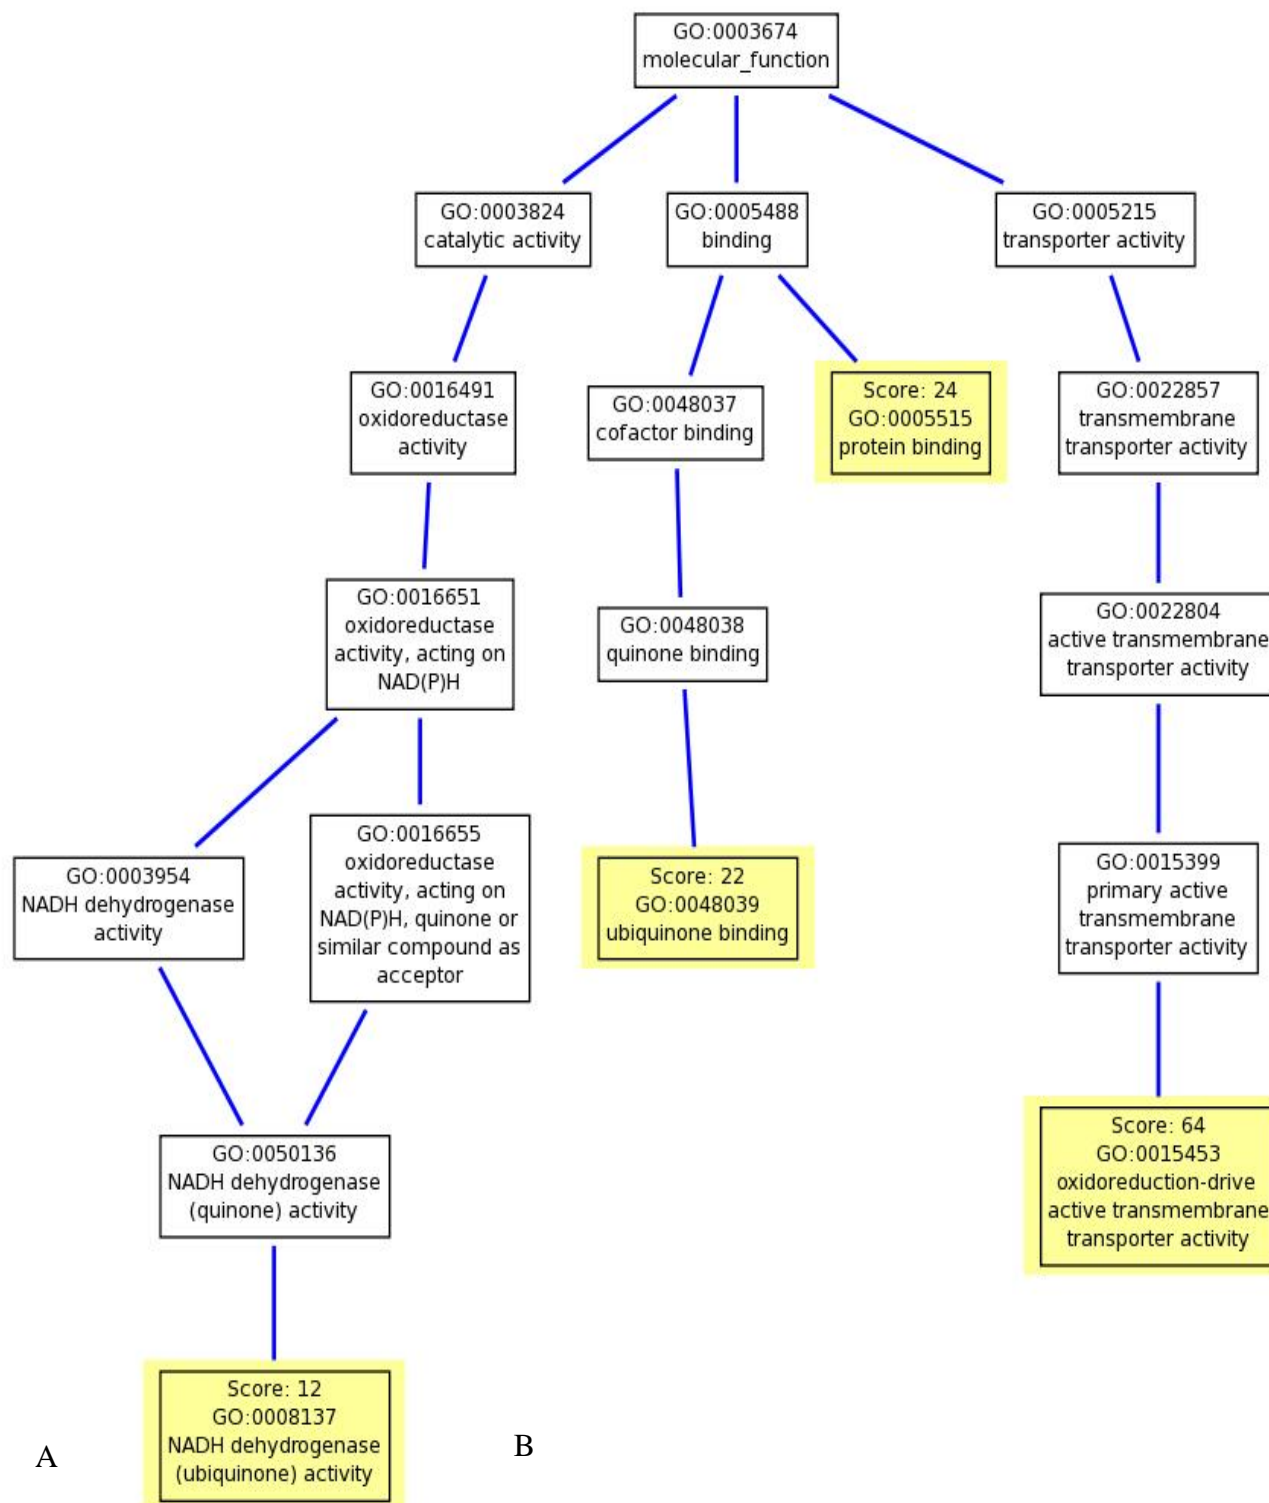 GO:0003674
molecular_function
GO:0003824
catalytic activity
GO:0005488
binding
GO:0005215
transporter activity
GO:0016491
oxidoreductase
activity
GO:0048037
cofactor binding
Score: 24
GO:0005515
protein binding
GO:0022857
transmembrane
transporter activity
GO:0016651
oxidoreductase
activity, acting on
NAD(P)H
GO:0048038
quinone binding
GO:0022804
active transmembrane
transporter activity
GO:0003954
NADH dehydrogenase
activity
GO:0016655
oxidoreductase
activity, acting on
NAD(P)H, quinone or
similar compound as
acceptor
Score: 22
GO:0048039
ubiquinone binding
GO:0015399
primary active
transmembrane
transporter activity
GO:0050136
NADH dehydrogenase
(quinone) activity
Score: 64
GO:0015453
oxidoreduction-drive
active transmembrane
transporter activity
Score: 12
GO:0008137
NADH dehydrogenase
(ubiquinone) activity
A
B